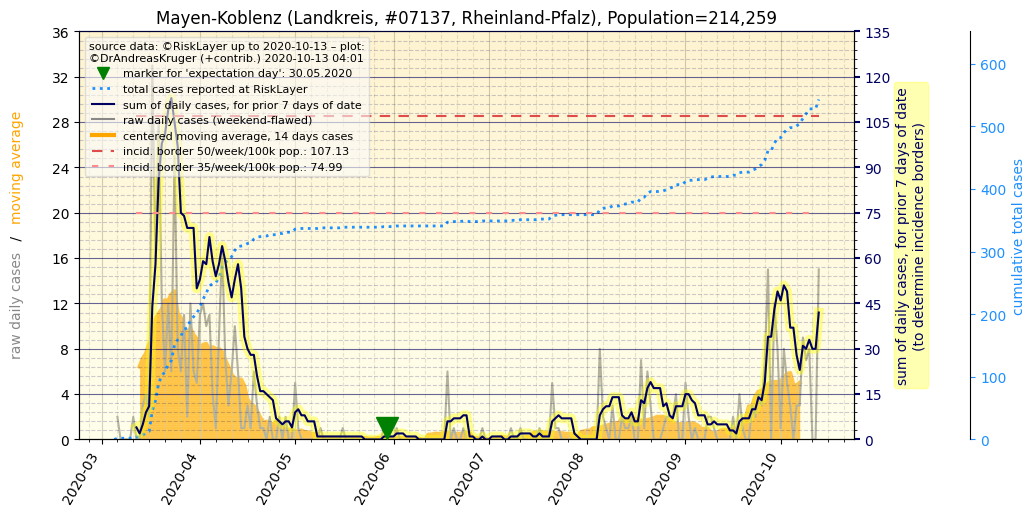 Mayen-Koblenz (Landkreis, #07137, Rheinland-Pfalz), Population=214,259
source data: ©RiskLayer up to 2020-10-13 – plot:
©DrAndreasKruger (+contrib.) 2020-10-13 04:01
marker for 'expectation day': 30.05.2020
total cases reported at RiskLayer
sum of daily cases, for prior 7 days of date
raw daily cases (weekend-flawed)
centered moving average, 14 days cases
incid. border 50/week/100k pop.: 107.13
incid. border 35/week/100k pop.: 74.99
raw daily cases / moving average
36
32
28
24
20
16
12
8
4
0
2020-03
2020-04
2020-05
2020-06
2020-07
2020-08
2020-09
2020-10
135
120
105
90
75
60
45
30
15
0
sum of daily cases, for prior 7 days of date
(to determine incidence borders)
600
500
400
300
200
100
0
cumulative total cases